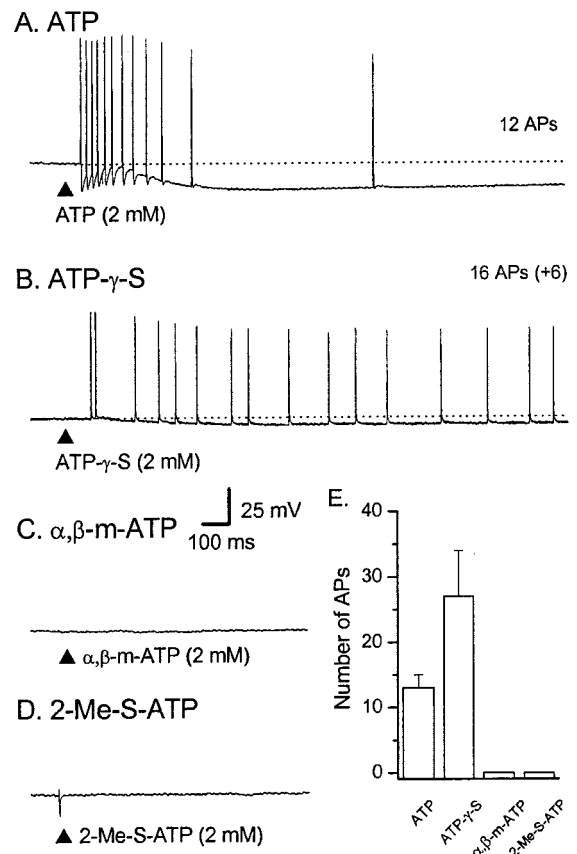 A. ATP
12 APs
ATP (2 mM)
B. ATP-γ-S
16 APs (+6)
ATP-γ-S (2 mM)
25 mV
100 ms
C. α,β-m-ATP
α,β-m-ATP (2 mM)
D. 2-Me-S-ATP
2-Me-S-ATP (2 mM)
E.
Number of APs
40
30
20
10
0
ATP
ATP-γ-S
α,β-m-ATP
2-Me-S-ATP